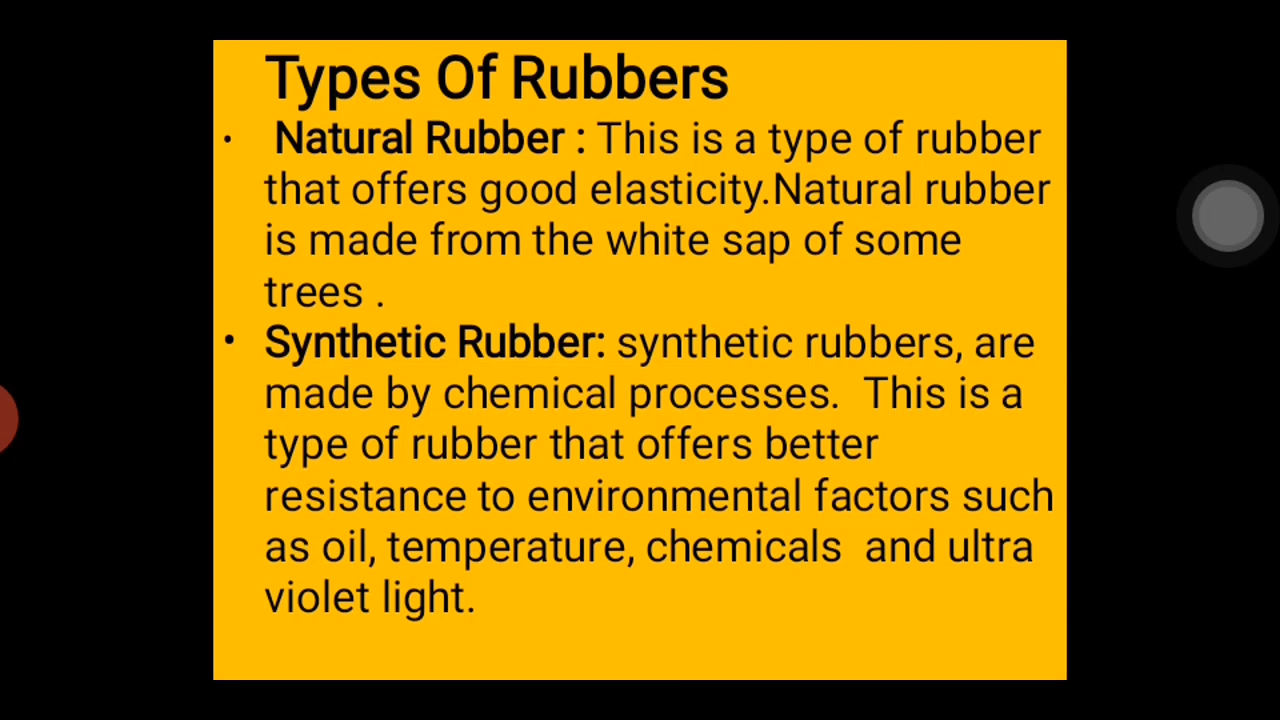 Types Of Rubbers
• Natural Rubber : This is a type of rubber
that offers good elasticity.Natural rubber
is made from the white sap of some
trees .
• Synthetic Rubber: synthetic rubbers, are
made by chemical processes.  This is a
type of rubber that offers better
resistance to environmental factors such
as oil, temperature, chemicals  and ultra
violet light.